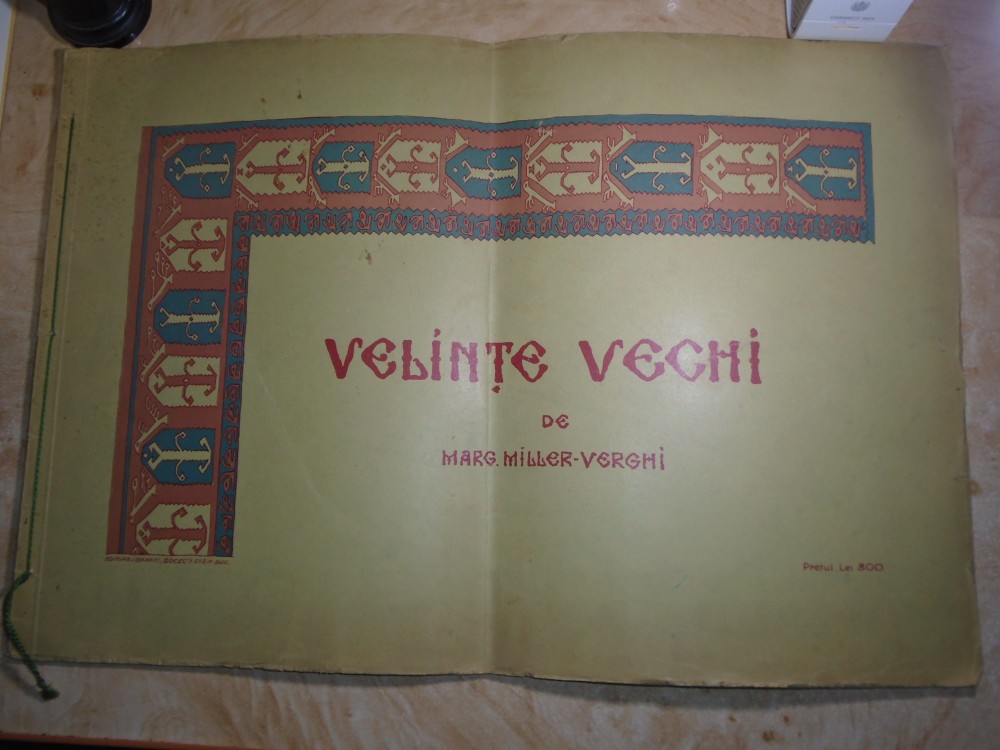 VELINȚE VECHI
DE
MARG. MILLER-VERGHI
Prețul Lei 800